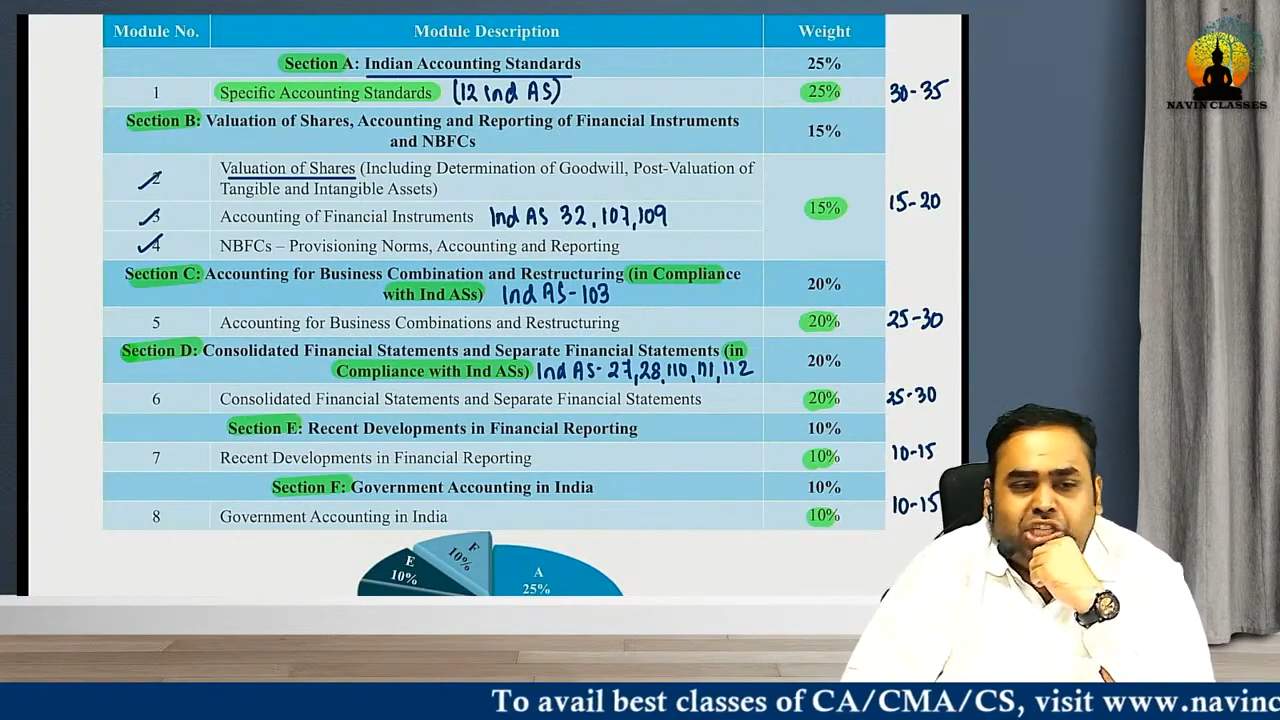 Module No. Module Description Weight
Section A: Indian Accounting Standards 25%
1 Specific Accounting Standards (12 Ind AS) 25% 30-35
Section B: Valuation of Shares, Accounting and Reporting of Financial Instruments
and NBFCs 15%
2 Valuation of Shares (Including Determination of Goodwill, Post-Valuation of
Tangible and Intangible Assets)
15% 15-20
3 Accounting of Financial Instruments Ind AS 32,107,109
4 NBFCs – Provisioning Norms, Accounting and Reporting
Section C: Accounting for Business Combination and Restructuring (in Compliance
with Ind ASs) Ind AS-103 20%
5 Accounting for Business Combinations and Restructuring 20% 25-30
Section D: Consolidated Financial Statements and Separate Financial Statements (in
Compliance with Ind ASs) Ind AS-27,28,110,111,112 20%
6 Consolidated Financial Statements and Separate Financial Statements 20% 25-30
Section E: Recent Developments in Financial Reporting 10%
7 Recent Developments in Financial Reporting 10% 10-15
Section F: Government Accounting in India 10%
8 Government Accounting in India 10% 10-15
F
10%
E
10%
A
25%
NAVIN CLASSES
To avail best classes of CA/CMA/CS, visit www.navinc